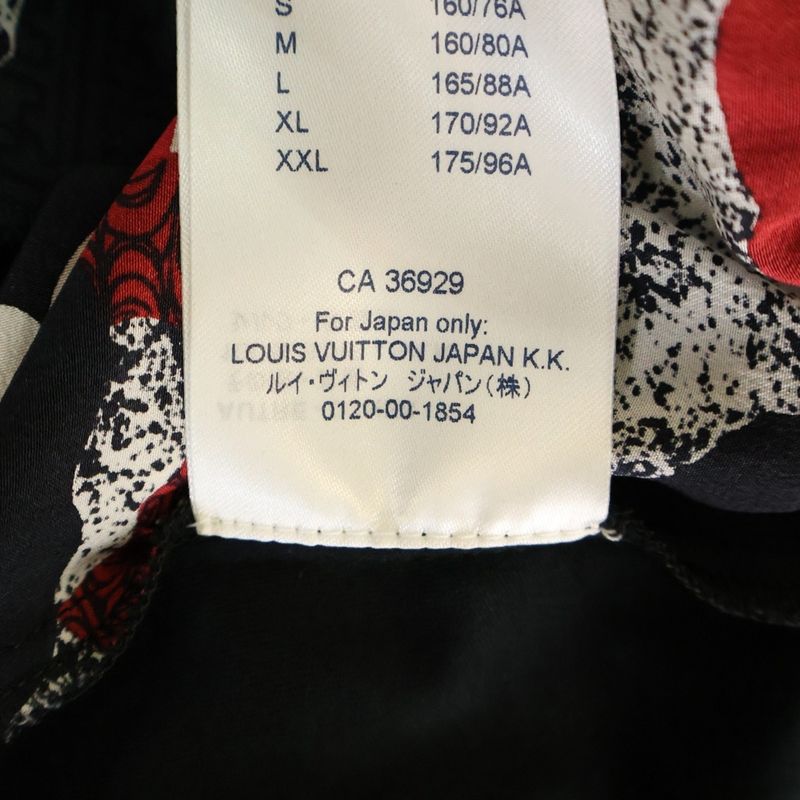 S 160/76A
M 160/80A
L 165/88A
XL 170/92A
XXL 175/96A
CA 36929
For Japan only:
LOUIS VUITTON JAPAN K.K.
ルイ・ヴィトン ジャパン(株)
0120-00-1854